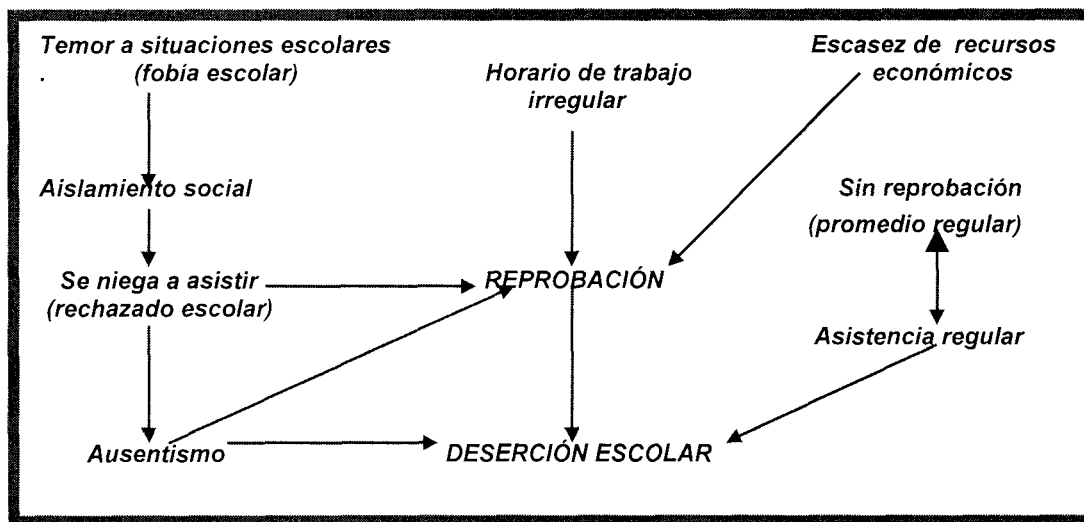 Temor a situaciones escolares
. (fobía escolar)
Horario de trabajo
irregular
Escasez de recursos
económicos
Aislamiento social
Sin reprobación
(promedio regular)
Se niega a asistir
(rechazado escolar)
REPROBACIÓN
Asistencia regular
Ausentismo
DESERCIÓN ESCOLAR